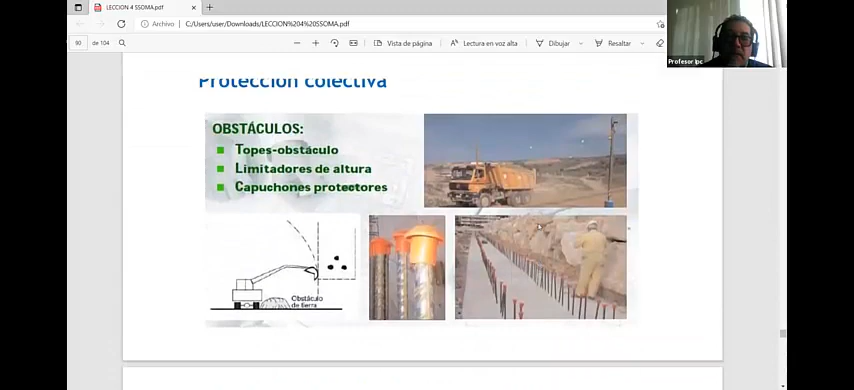 LECCION 4 SSOMA.pdf
Archivo
C:/Users/user/Downloads/LECCION%204%20SSOMA.pdf
90 de 104
Vista de página
Lectura en voz alta
Dibujar
Resaltar
Profesor Ipc
Protección colectiva
OBSTÁCULOS:
Topes-obstáculo
Limitadores de altura
Capuchones protectores
Obstáculo
de tierra